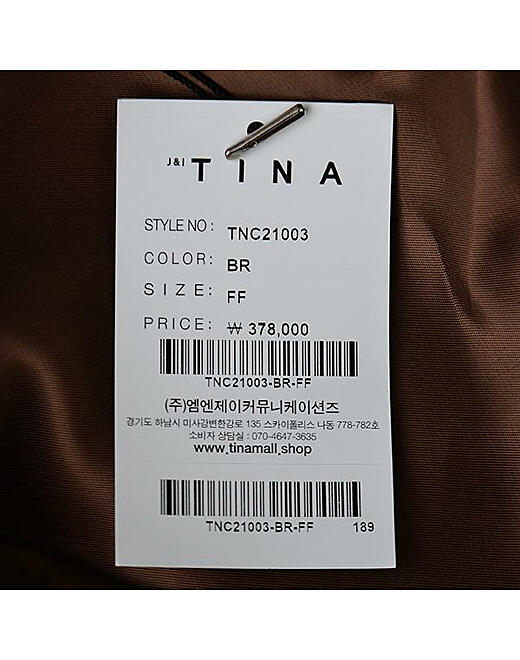 J&I TINA
STYLE NO : TNC21003
COLOR: BR
SIZE: FF
PRICE: ₩ 378,000
TNC21003-BR-FF
(주)엠엔제이커뮤니케이션즈
경기도 하남시 미사강변한강로 135 스카이폴리스 나동 778-782호
소비자 상담실 : 070-4647-3635
www.tinamall.shop
TNC21003-BR-FF 189